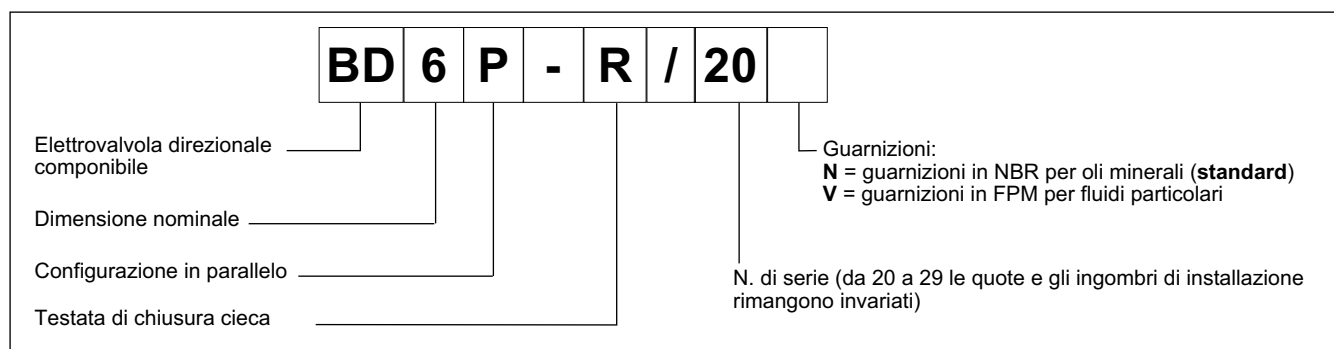 BD 6 P - R / 20
Elettrovalvola direzionale
componibile
Dimensione nominale
Configurazione in parallelo
Testata di chiusura cieca
Guarnizioni:
N = guarnizioni in NBR per oli minerali (standard)
V = guarnizioni in FPM per fluidi particolari
N. di serie (da 20 a 29 le quote e gli ingombri di installazione
rimangono invariati)